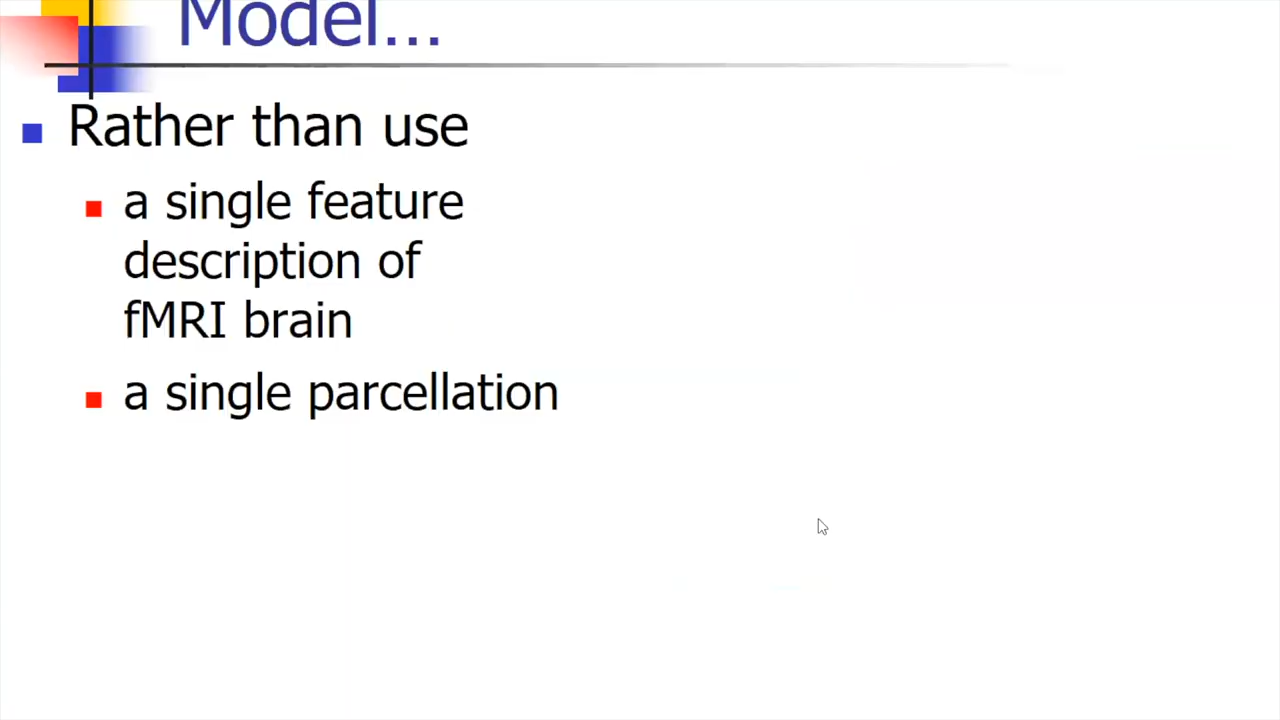 Model...
Rather than use
a single feature
description of
fMRI brain
a single parcellation